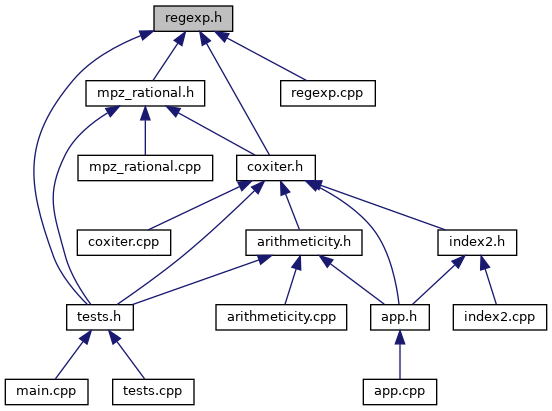 regexp.h
mpz_rational.h
regexp.cpp
mpz_rational.cpp
coxiter.h
coxiter.cpp
arithmeticity.h
index2.h
tests.h
arithmeticity.cpp
app.h
index2.cpp
main.cpp
tests.cpp
app.cpp